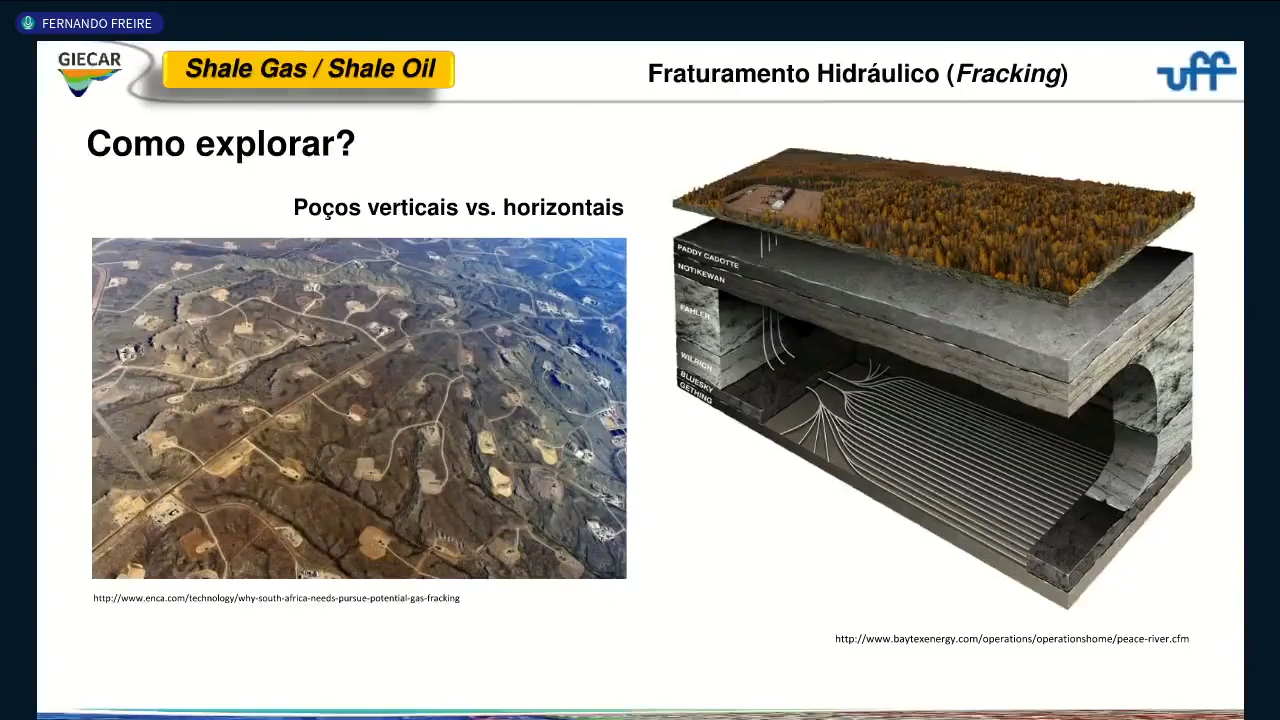 FERNANDO FREIRE
GIECAR
Shale Gas / Shale Oil
Fraturamento Hidráulico (Fracking)
uff
Como explorar?
Poços verticais vs. horizontais
PADDY CADOTTE
NOTIKEWAN
FAHLER
WILRICH
BLUESKY
GETHING
http://www.enca.com/technology/why-south-africa-needs-pursue-potential-gas-fracking
http://www.baytexenergy.com/operations/operationshome/peace-river.cfm